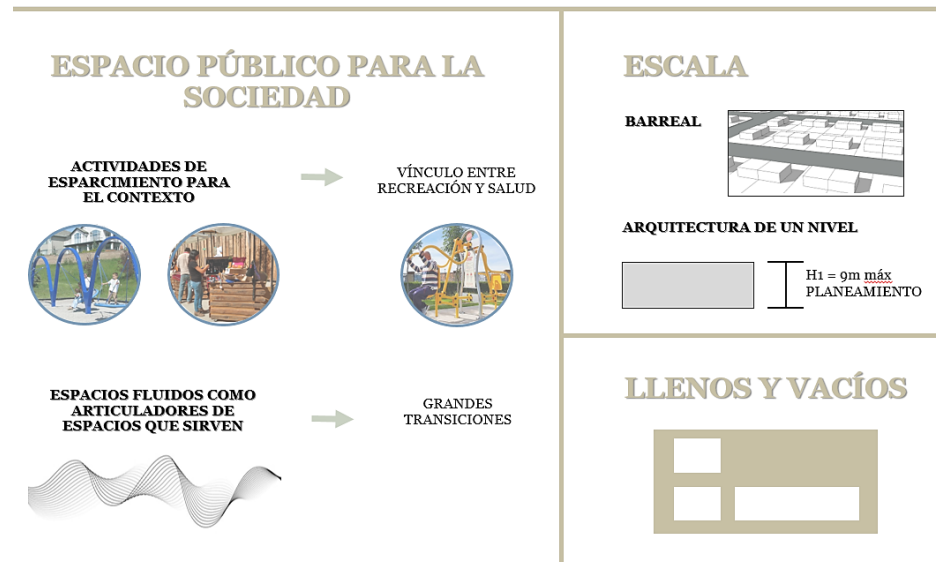 ESPACIO PÚBLICO PARA LA
SOCIEDAD
ACTIVIDADES DE
ESPARCIMIENTO PARA
EL CONTEXTO
VÍNCULO ENTRE
RECREACIÓN Y SALUD
ESPACIOS FLUIDOS COMO
ARTICULADORES DE
ESPACIOS QUE SIRVEN
GRANDES
TRANSICIONES
ESCALA
BARREAL
ARQUITECTURA DE UN NIVEL
H1 = 9m máx
PLANEAMIENTO
LLENOS Y VACÍOS